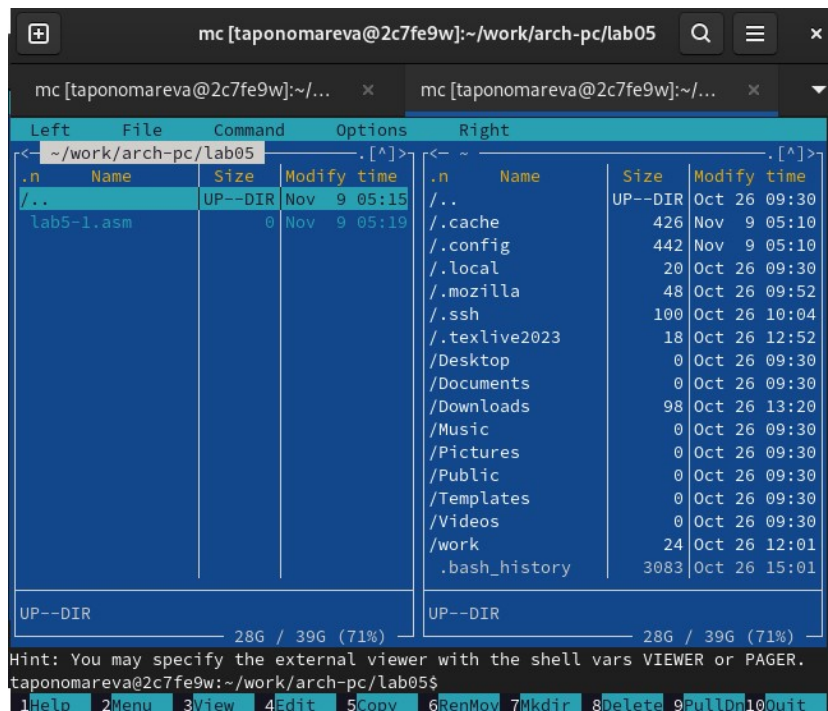 mc [taponomareva@2c7fe9w]:~/work/arch-pc/lab05
mc [taponomareva@2c7fe9w]:~/... × mc [taponomareva@2c7fe9w]:~/... ×
Left File Command Options Right
<─ ~/work/arch-pc/lab05 ─.[^]> <─ ~ ─.[^]>
.n Name Size Modify time .n Name Size Modify time
/.. UP--DIR Nov 9 05:15 /.. UP--DIR Oct 26 09:30
lab5-1.asm 0 Nov 9 05:19 /.cache 426 Nov 9 05:10
/.config 442 Nov 9 05:10
/.local 20 Oct 26 09:30
/.mozilla 48 Oct 26 09:52
/.ssh 100 Oct 26 10:04
/.texlive2023 18 Oct 26 12:52
/Desktop 0 Oct 26 09:30
/Documents 0 Oct 26 09:30
/Downloads 98 Oct 26 13:20
/Music 0 Oct 26 09:30
/Pictures 0 Oct 26 09:30
/Public 0 Oct 26 09:30
/Templates 0 Oct 26 09:30
/Videos 0 Oct 26 09:30
/work 24 Oct 26 12:01
.bash_history 3083 Oct 26 15:01
UP--DIR UP--DIR
28G / 39G (71%) 28G / 39G (71%)
Hint: You may specify the external viewer with the shell vars VIEWER or PAGER.
taponomareva@2c7fe9w:~/work/arch-pc/lab05$
1Help 2Menu 3View 4Edit 5Copy 6RenMov 7Mkdir 8Delete 9PullDn 10Quit